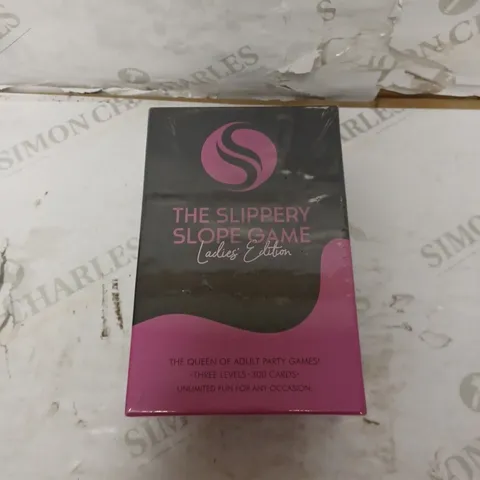 THE SLIPPERY
SLOPE GAME
Ladies' Edition
THE QUEEN OF ADULT PARTY GAMES!
•THREE LEVELS • 300 CARDS•
UNLIMITED FUN FOR ANY OCCASION
SIMON CHARLES
SIMON CHARLES
SIMON CHARLES
SIMON CHARLES